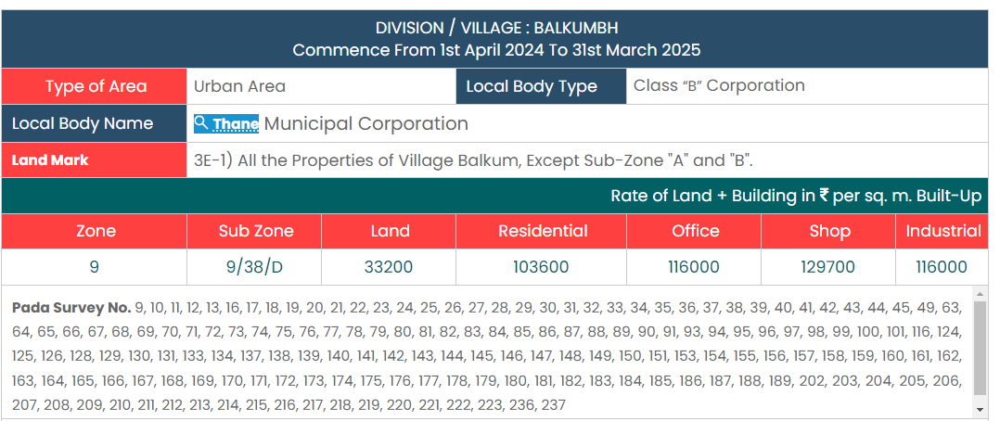 DIVISION / VILLAGE : BALKUMBH
Commence From 1st April 2024 To 31st March 2025
Type of Area Urban Area Local Body Type Class “B” Corporation
Local Body Name Thane Municipal Corporation
Land Mark 3E-1) All the Properties of Village Balkum, Except Sub-Zone "A" and "B".
Rate of Land + Building in ₹ per sq. m. Built-Up
Zone Sub Zone Land Residential Office Shop Industrial
9 9/38/D 33200 103600 116000 129700 116000
Pada Survey No. 9, 10, 11, 12, 13, 16, 17, 18, 19, 20, 21, 22, 23, 24, 25, 26, 27, 28, 29, 30, 31, 32, 33, 34, 35, 36, 37, 38, 39, 40, 41, 42, 43, 44, 45, 49, 63,
64, 65, 66, 67, 68, 69, 70, 71, 72, 73, 74, 75, 76, 77, 78, 79, 80, 81, 82, 83, 84, 85, 86, 87, 88, 89, 90, 91, 93, 94, 95, 96, 97, 98, 99, 100, 101, 116, 124,
125, 126, 128, 129, 130, 131, 133, 134, 137, 138, 139, 140, 141, 142, 143, 144, 145, 146, 147, 148, 149, 150, 151, 153, 154, 155, 156, 157, 158, 159, 160, 161, 162,
163, 164, 165, 166, 167, 168, 169, 170, 171, 172, 173, 174, 175, 176, 177, 178, 179, 180, 181, 182, 183, 184, 185, 186, 187, 188, 189, 202, 203, 204, 205, 206,
207, 208, 209, 210, 211, 212, 213, 214, 215, 216, 217, 218, 219, 220, 221, 222, 223, 236, 237